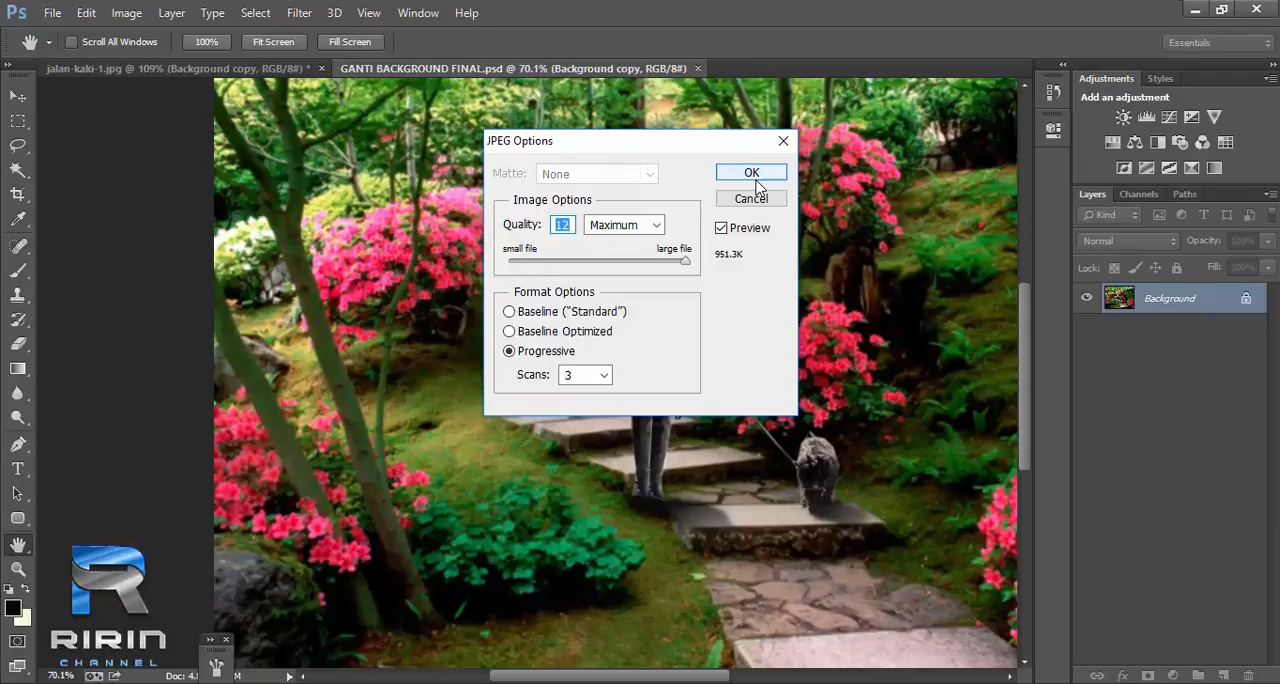 Ps File Edit Image Layer Type Select Filter 3D View Window Help
Scroll All Windows 100% Fit Screen Fill Screen Essentials
jalan-kaki-1.jpg @ 109% (Background copy, RGB/8#) * × GANTI BACKGROUND FINAL.psd @ 70.1% (Background copy, RGB/8#) ×
Adjustments Styles
Add an adjustment
JPEG Options
Matte: None OK
Image Options
Cancel
Quality: 12 Maximum
Preview
small file large file
951.3K
Format Options
Baseline ("Standard")
Baseline Optimized
Progressive
Scans: 3
Layers Channels Paths
Kind
Normal Opacity: 100%
Lock: Fill: 100%
Background
R
RIRIN
CHANNEL
70.1% Doc: 4. M